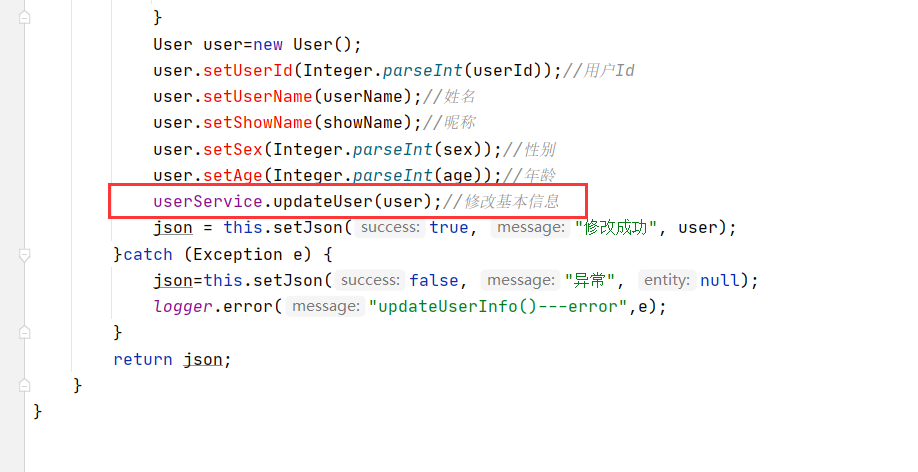 }
User user=new User();
user.setUserId(Integer.parseInt(userId));//用户Id
user.setUserName(userName);//姓名
user.setShowName(showName);//昵称
user.setSex(Integer.parseInt(sex));//性别
user.setAge(Integer.parseInt(age));//年龄
userService.updateUser(user);//修改基本信息
json = this.setJson( success: true, message: "修改成功", user);
}catch (Exception e) {
json=this.setJson( success: false, message: "异常", entity: null);
logger.error( message: "updateUserInfo()---error",e);
}
return json;
}
}